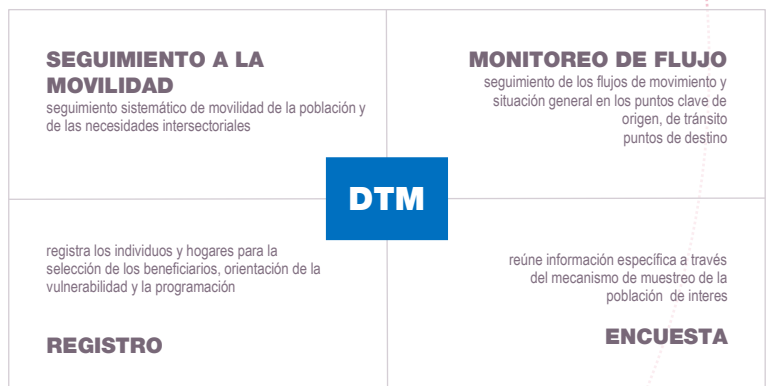 SEGUIMIENTO A LA
MOVILIDAD
seguimiento sistemático de movilidad de la población y
de las necesidades intersectoriales
MONITOREO DE FLUJO
seguimiento de los flujos de movimiento y
situación general en los puntos clave de
origen, de tránsito
puntos de destino
DTM
registra los individuos y hogares para la
selección de los beneficiarios, orientación de la
vulnerabilidad y la programación
REGISTRO
reúne información específica a través
del mecanismo de muestreo de la
población de interes
ENCUESTA